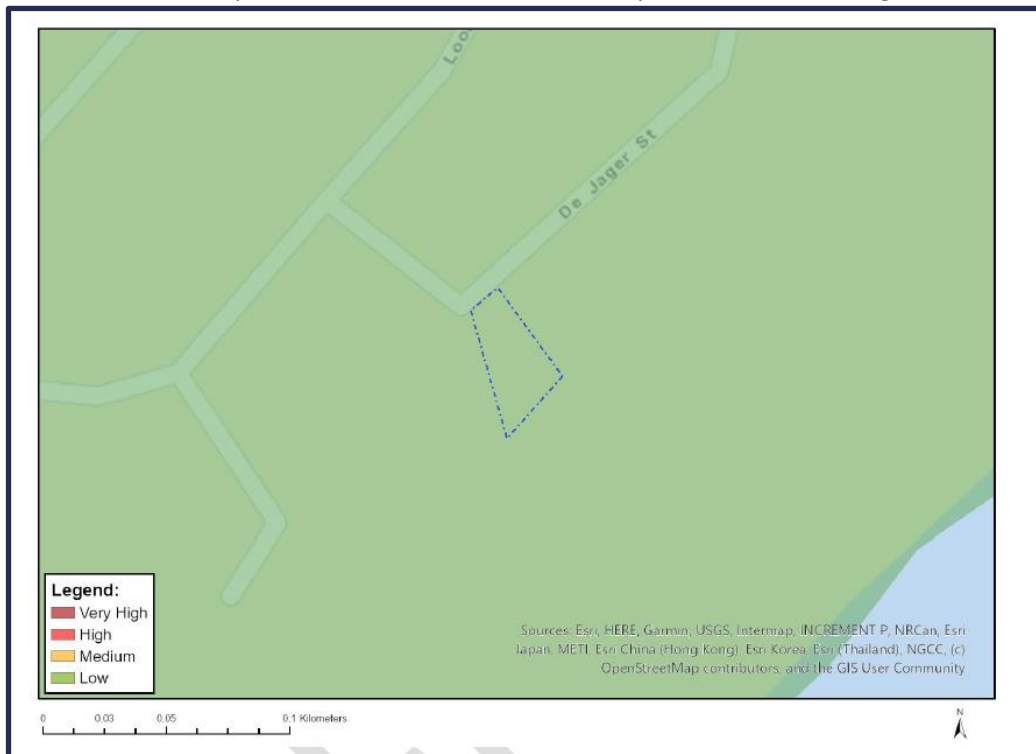 De Jager St
Legend:
Very High
High
Medium
Low
Sources: Esri, HERE, Garmin, USGS, Intermap, INCREMENT P, NRCan, Esri
Japan, METI, Esri China (Hong Kong), Esri Korea, Esri (Thailand), NGCC, (c)
OpenStreetMap contributors, and the GIS User Community
0 0.03 0.05 0.1 Kilometers
N